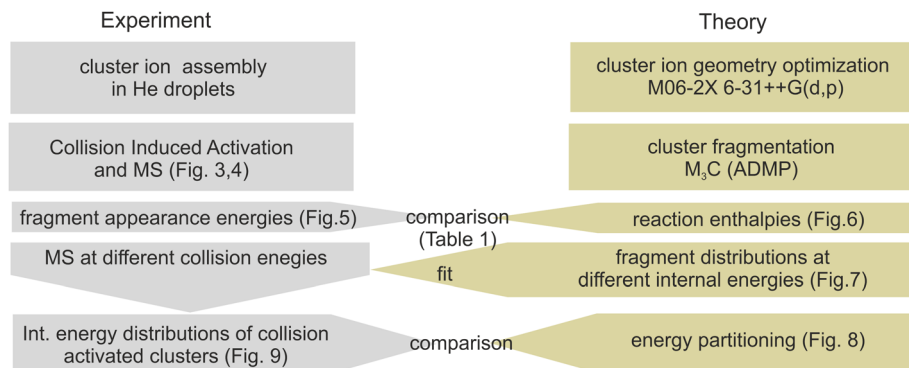 Experiment
Theory
cluster ion assembly
in He droplets
cluster ion geometry optimization
M06-2X 6-31++G(d,p)
Collision Induced Activation
and MS (Fig. 3,4)
cluster fragmentation
M₃C (ADMP)
fragment appearance energies (Fig.5)
comparison
(Table 1)
reaction enthalpies (Fig.6)
MS at different collision enegies
fit
fragment distributions at
different internal energies (Fig.7)
Int. energy distributions of collision
activated clusters (Fig. 9)
comparison
energy partitioning (Fig. 8)